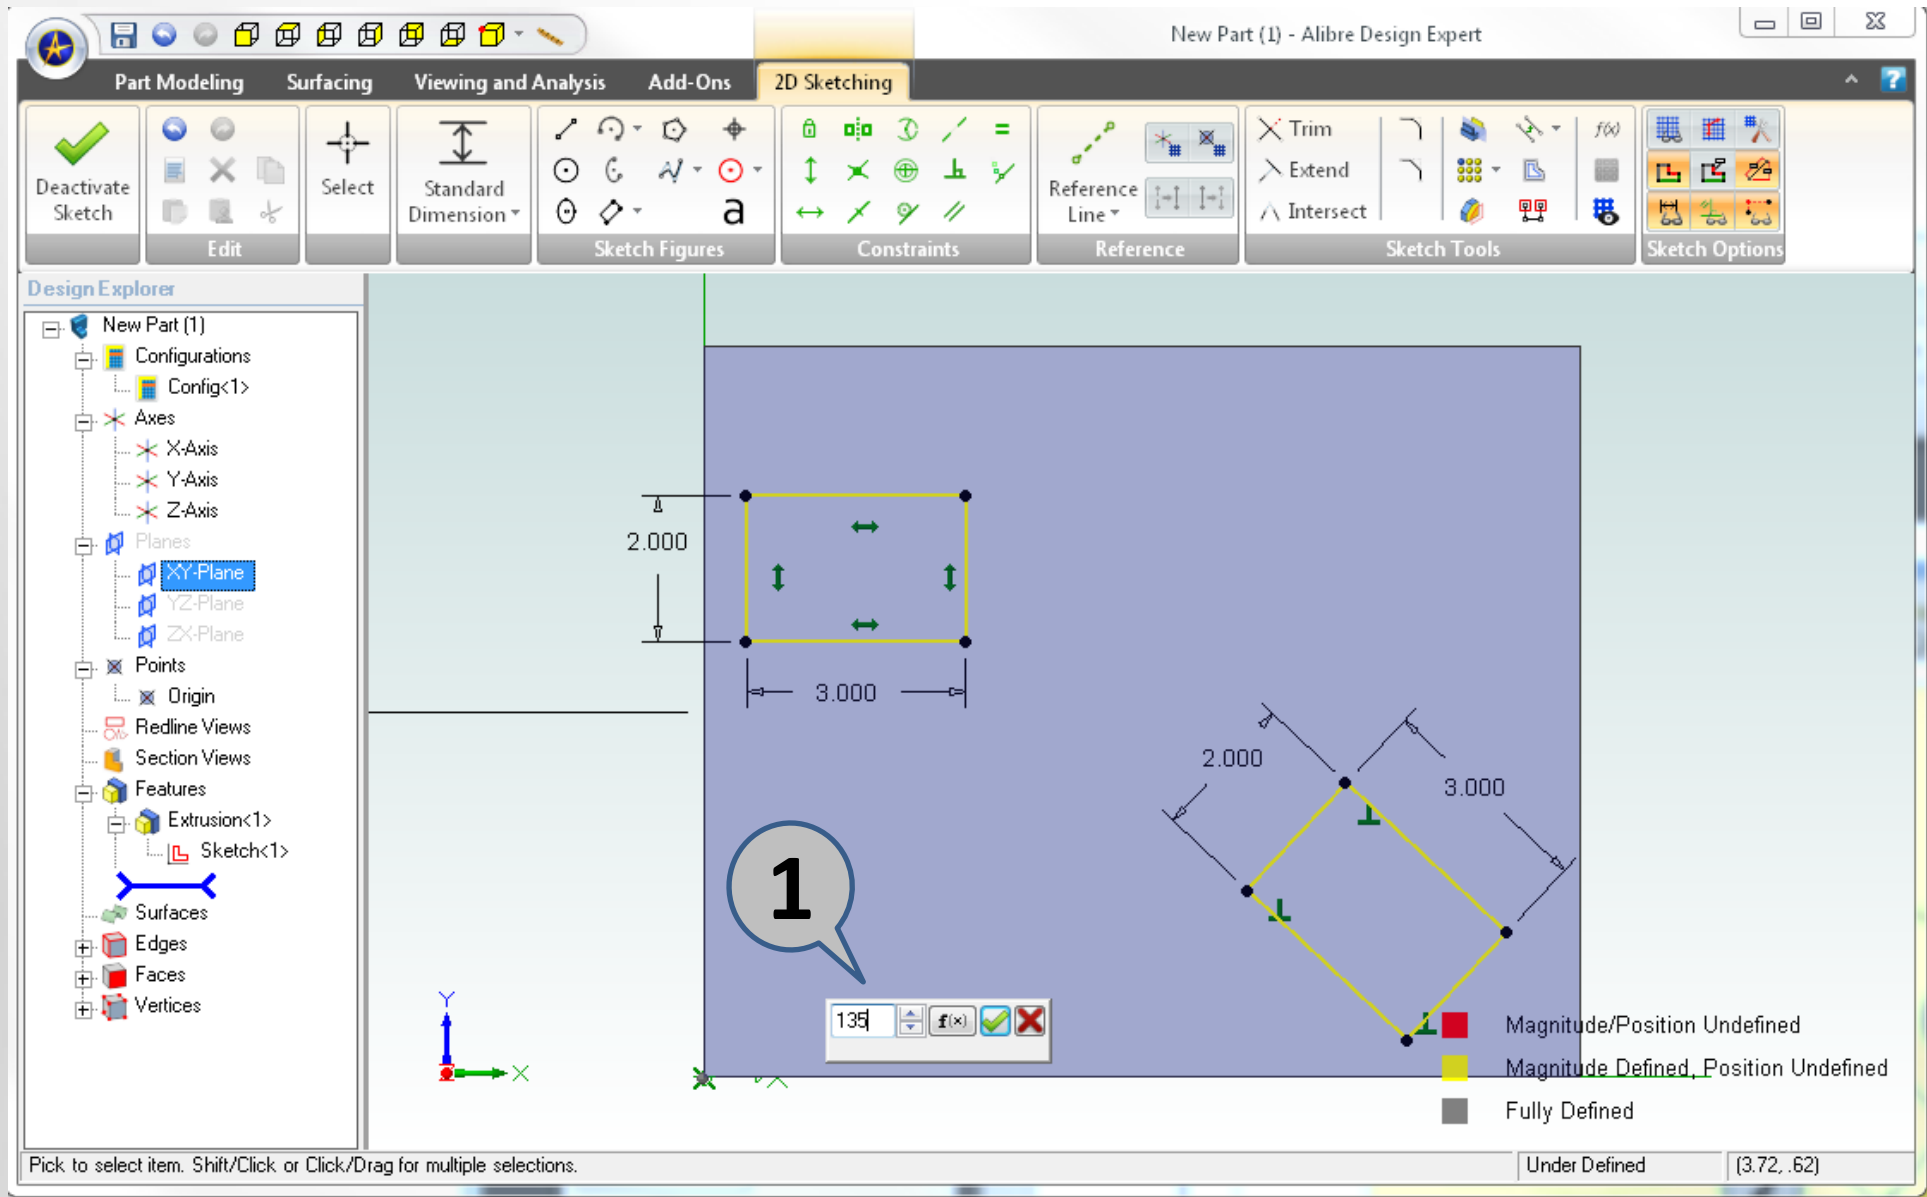 New Part (1) - Alibre Design Expert
Part Modeling Surfacing Viewing and Analysis Add-Ons 2D Sketching
Deactivate Sketch
Edit
Select
Standard Dimension
a
Sketch Figures
Constraints
Reference Line
Reference
Trim
Extend
Intersect
f(x)
Sketch Tools
Sketch Options
Design Explorer
New Part (1)
Configurations
Config<1>
Axes
X-Axis
Y-Axis
Z-Axis
Planes
XY-Plane
YZ-Plane
ZX-Plane
Points
Origin
Redline Views
Section Views
Features
Extrusion<1>
Sketch<1>
Surfaces
Edges
Faces
Vertices
2.000
3.000
2.000
3.000
1
135 f(x)
Y
X
Magnitude/Position Undefined
Magnitude Defined, Position Undefined
Fully Defined
Pick to select item. Shift/Click or Click/Drag for multiple selections.
Under Defined
(3.72, .62)